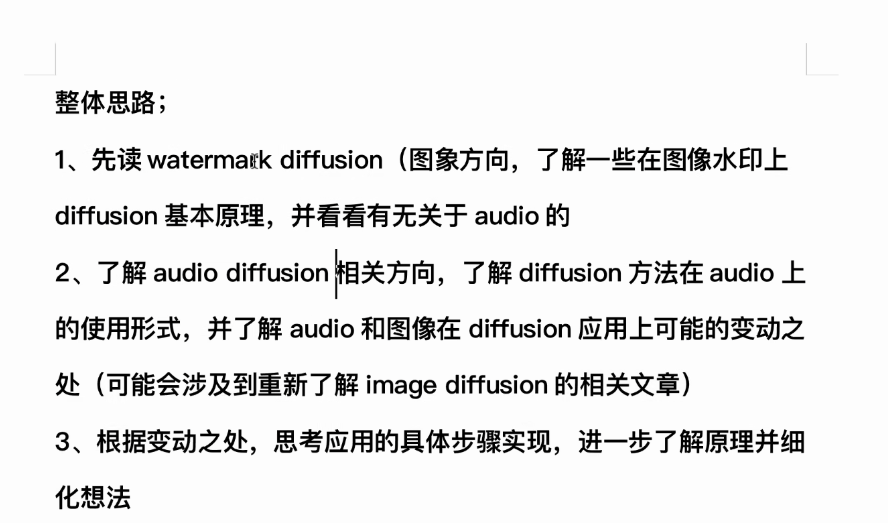 整体思路；
1、先读 watermark diffusion（图象方向，了解一些在图像水印上
diffusion 基本原理，并看看有无关于 audio 的
2、了解 audio diffusion 相关方向，了解 diffusion 方法在 audio 上
的使用形式，并了解 audio 和图像在 diffusion 应用上可能的变动之
处（可能会涉及到重新了解 image diffusion 的相关文章）
3、根据变动之处，思考应用的具体步骤实现，进一步了解原理并细
化想法